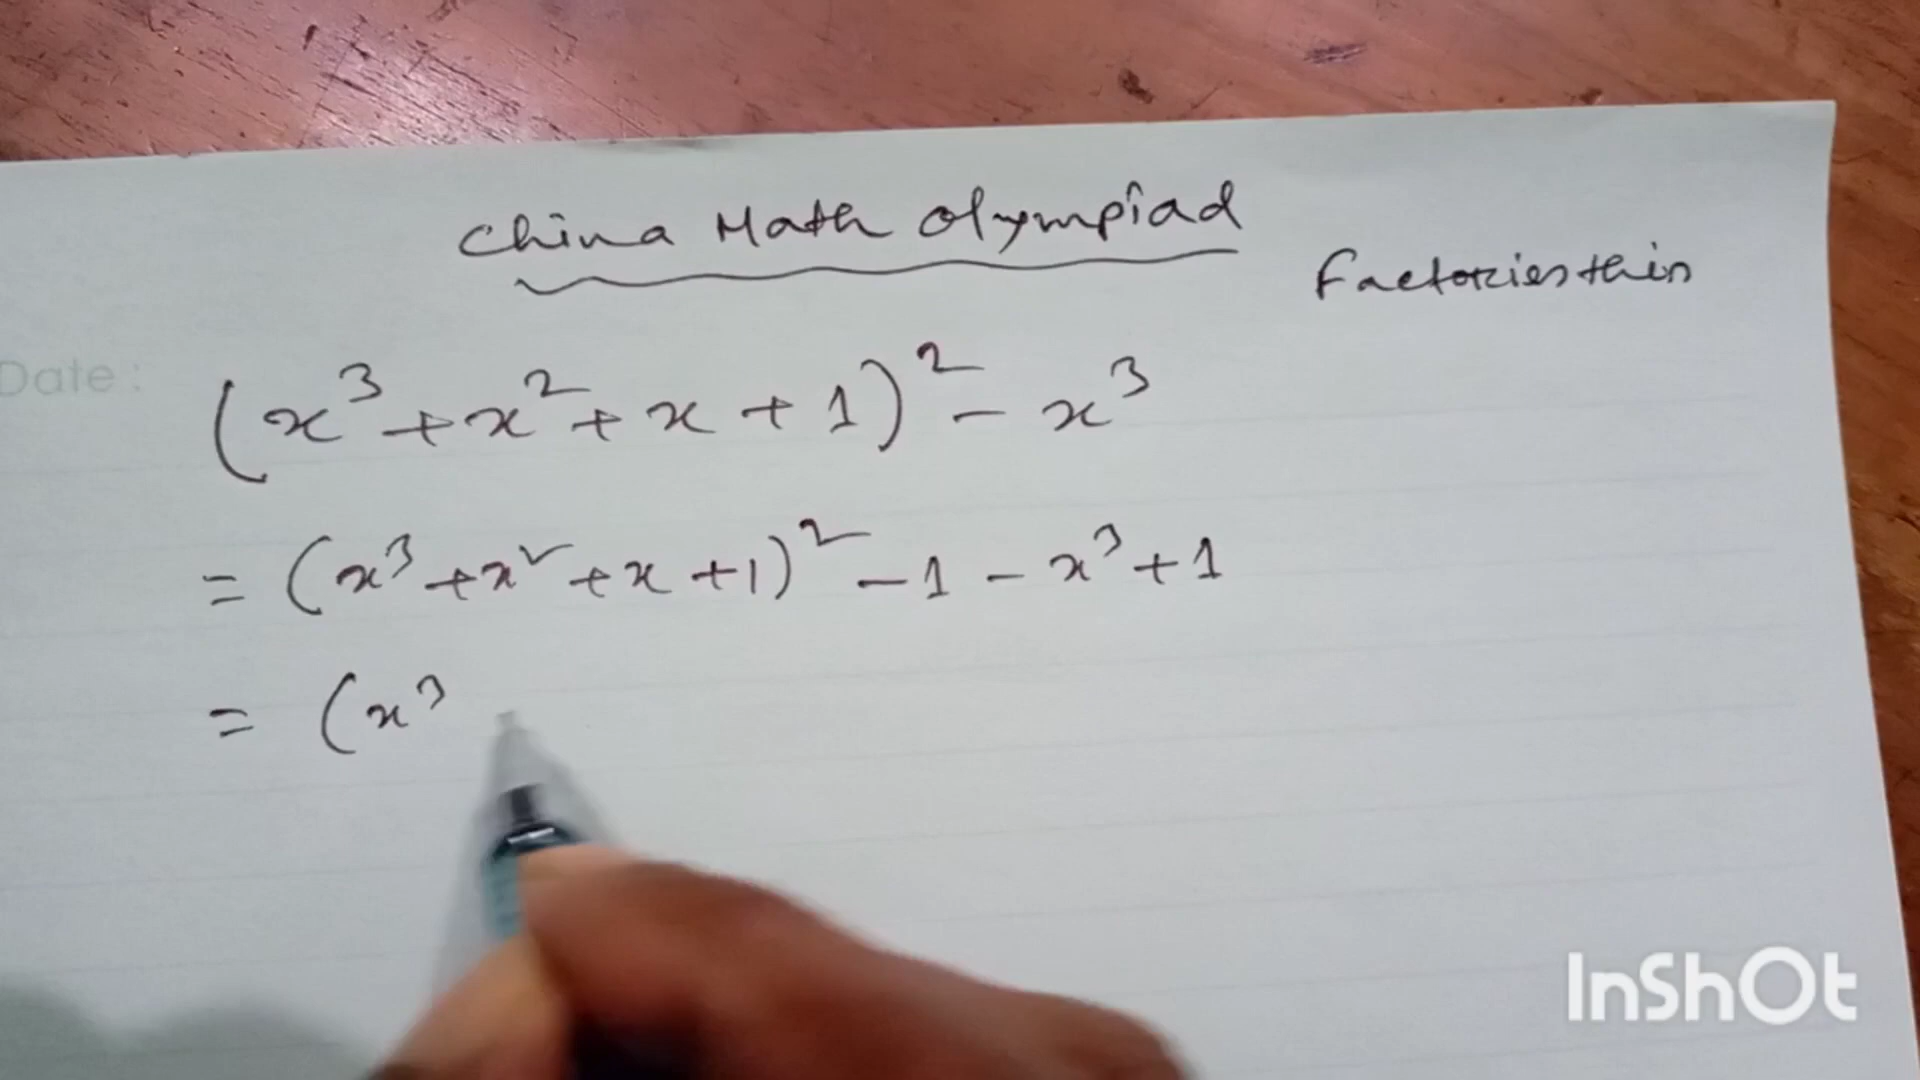 China Math Olympiad
Factories this
Date:
(x³+x²+x+1)²-x³
=(x³+x²+x+1)²-1-x³+1
=(x³
InShOt